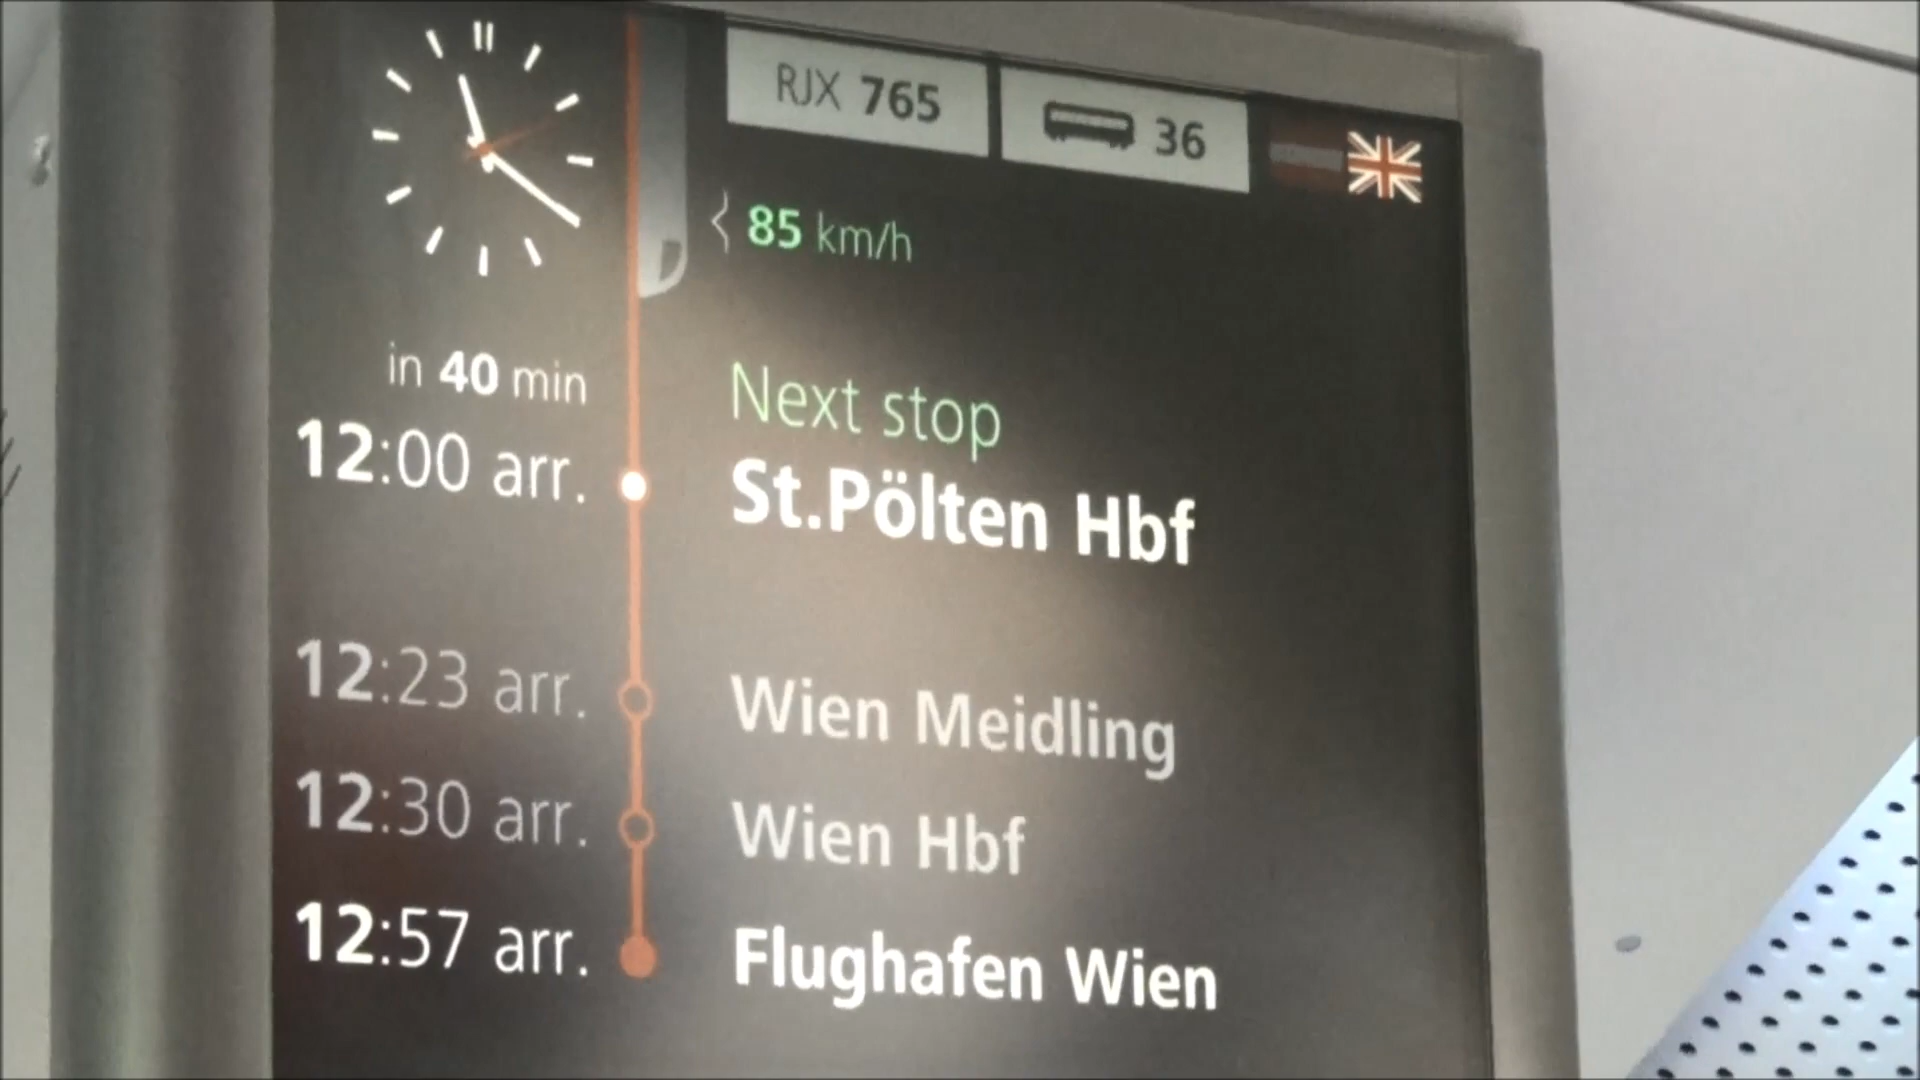 RJX 765
36
85 km/h
in 40 min
Next stop
12:00 arr.
St.Pölten Hbf
12:23 arr.
Wien Meidling
12:30 arr.
Wien Hbf
12:57 arr.
Flughafen Wien